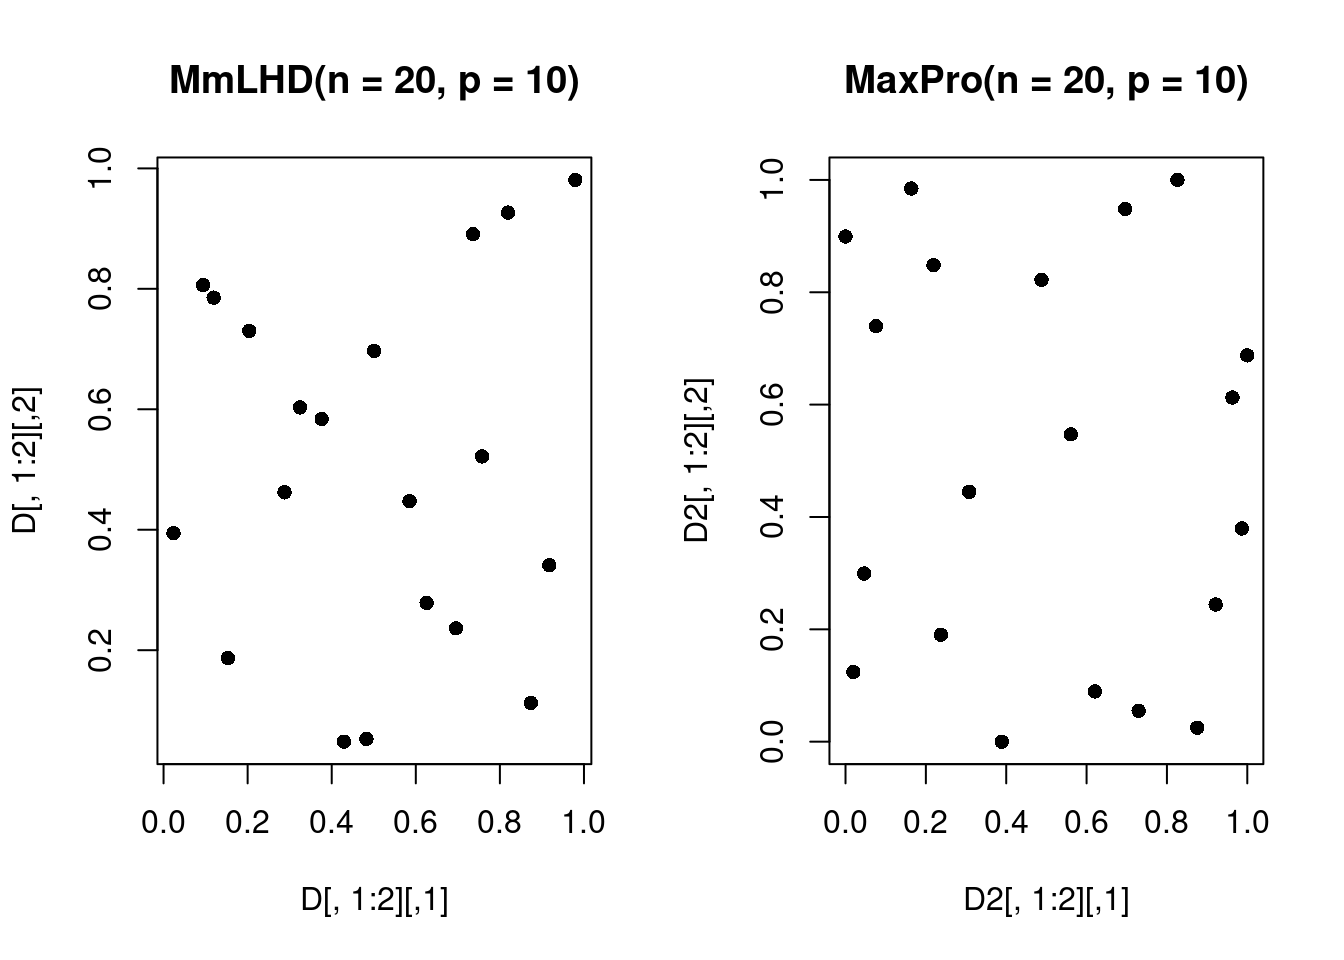 MmLHD(n = 20, p = 10)
D[, 1:2][,2]
1.0
0.8
0.6
0.4
0.2
0.0 0.2 0.4 0.6 0.8 1.0
D[, 1:2][,1]
MaxPro(n = 20, p = 10)
D2[, 1:2][,2]
1.0
0.8
0.6
0.4
0.2
0.0
0.0 0.2 0.4 0.6 0.8 1.0
D2[, 1:2][,1]